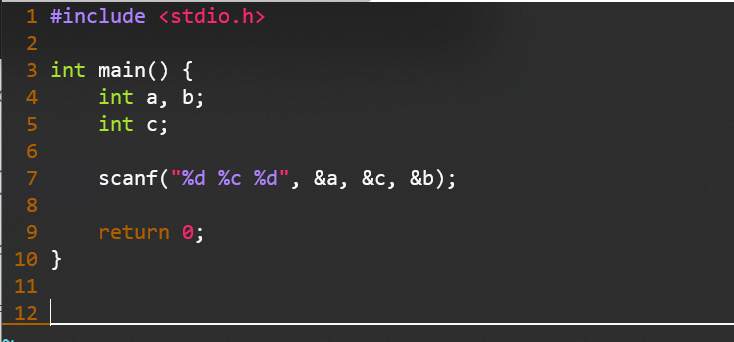 1 #include <stdio.h>
2
3 int main() {
4     int a, b;
5     int c;
6
7     scanf("%d %c %d", &a, &c, &b);
8
9     return 0;
10 }
11
12